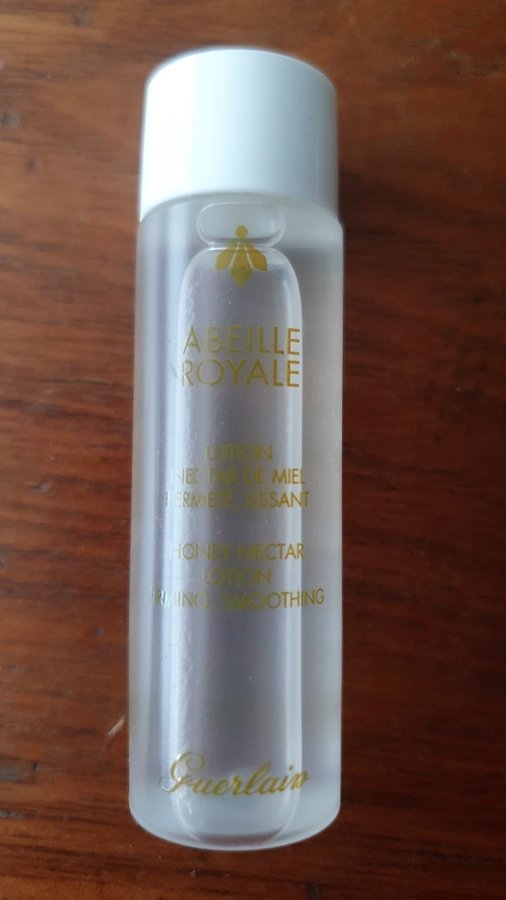 ABEILLE
ROYALE
LOTION
NECTAR DE MIEL
FERMETÉ, LISSANT
HONEY NECTAR
LOTION
FIRMING, SMOOTHING
Guerlain